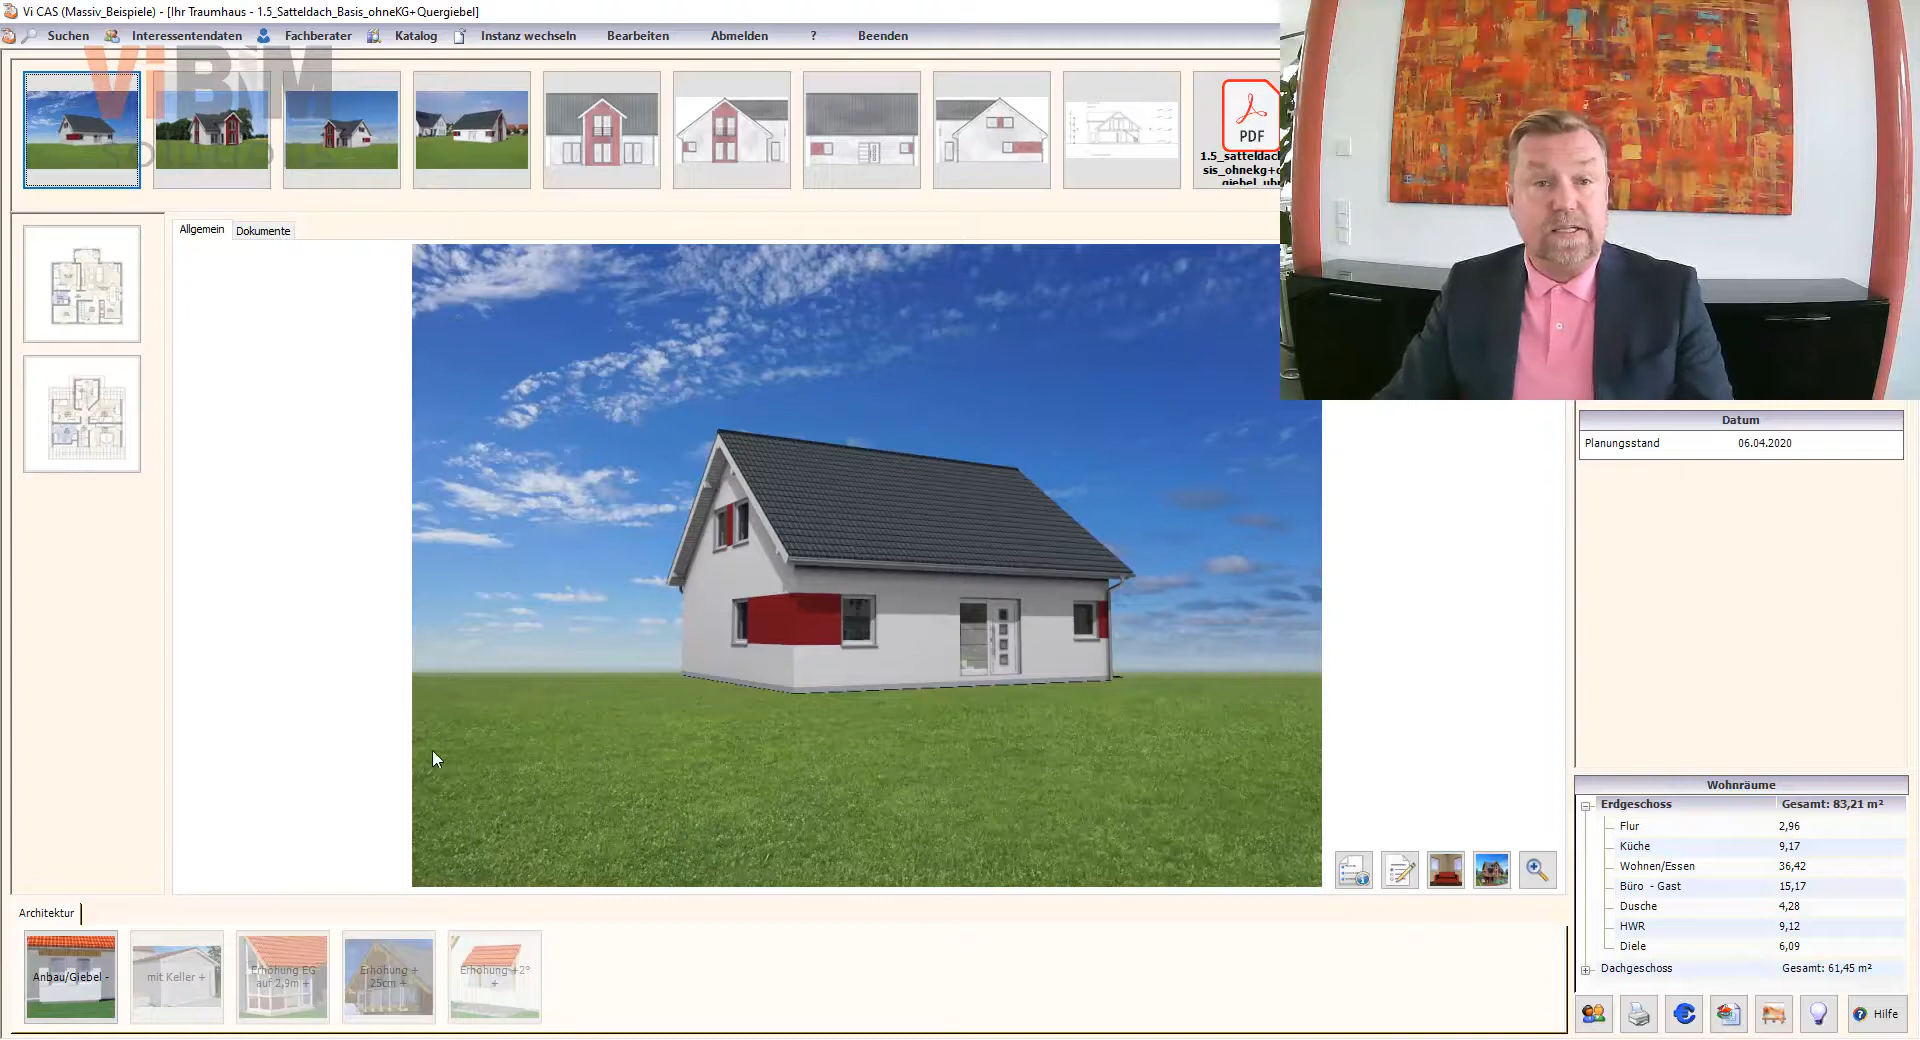 Vi CAS (Massiv_Beispiele) - [Ihr Traumhaus - 1.5_Satteldach_Basis_ohneKG+Quergiebel]
Suchen Interessentendaten Fachberater Katalog Instanz wechseln Bearbeiten Abmelden ? Beenden
ViBiM
PDF
1.5_satteldach
sis_ohnekg+q
Allgemein Dokumente
Datum
Planungsstand 06.04.2020
Wohnräume
Erdgeschoss Gesamt: 83,21 m²
Flur 2,96
Küche 9,17
Wohnen/Essen 36,42
Büro - Gast 15,17
Dusche 4,28
HWR 9,12
Diele 6,09
Dachgeschoss Gesamt: 61,45 m²
Architektur
Anbau/Giebel -
mit Keller +
Erhöhung EG
auf 2,9m +
Erhöhung +
25cm +
Erhöhung +2°
+
Hilfe